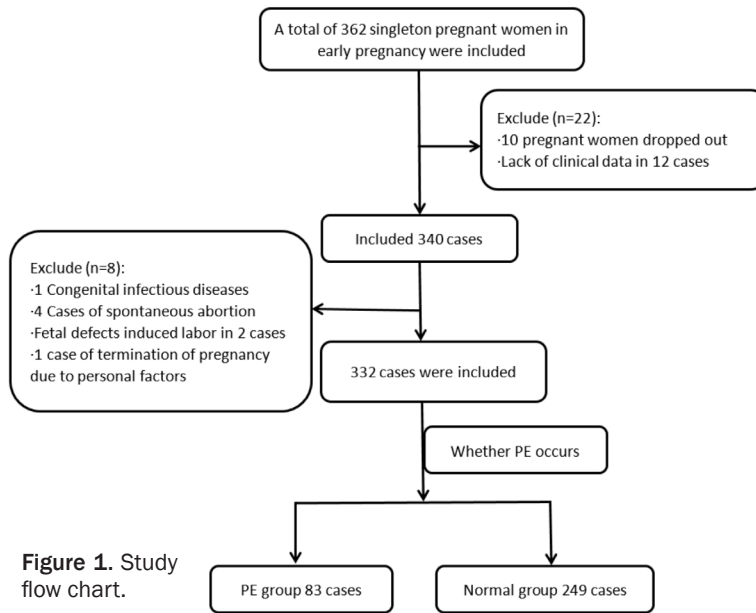 A total of 362 singleton pregnant women in
early pregnancy were included
Exclude (n=22):
·10 pregnant women dropped out
·Lack of clinical data in 12 cases
Included 340 cases
Exclude (n=8):
·1 Congenital infectious diseases
·4 Cases of spontaneous abortion
·Fetal defects induced labor in 2 cases
·1 case of termination of pregnancy
due to personal factors
332 cases were included
Whether PE occurs
PE group 83 cases
Normal group 249 cases
Figure 1. Study
flow chart.